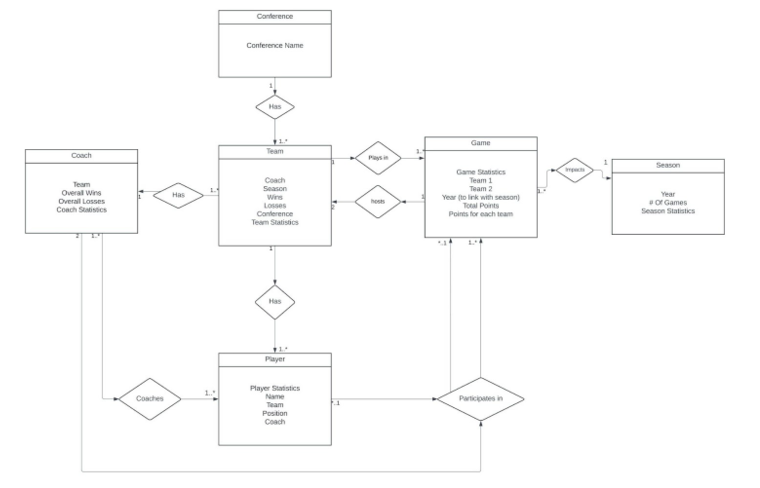 Conference
Conference Name
1
Has
1..*
Team
Coach
Season
Wins
Losses
Conference
Team Statistics
Coach
Team
Overall Wins
Overall Losses
Coach Statistics
1
Has
1..*
1
Plays in
1..*
2
hosts
1
Game
Game Statistics
Team 1
Team 2
Year (to link with season)
Total Points
Points for each team
1..*
Impacts
1
Season
Year
# Of Games
Season Statistics
2
1..*
1
*..1
1..*
Has
1..*
Player
Player Statistics
Name
Team
Position
Coach
Coaches
1..*
*..1
Participates in